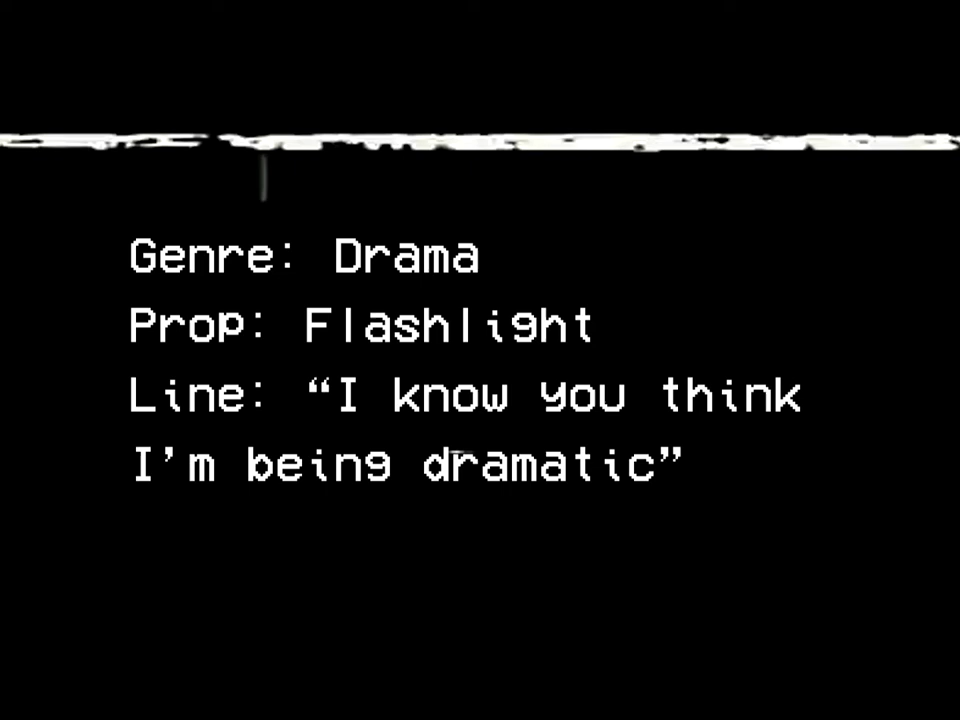 Genre: Drama
Prop: Flashlight
Line: “I know you think
I’m being dramatic”